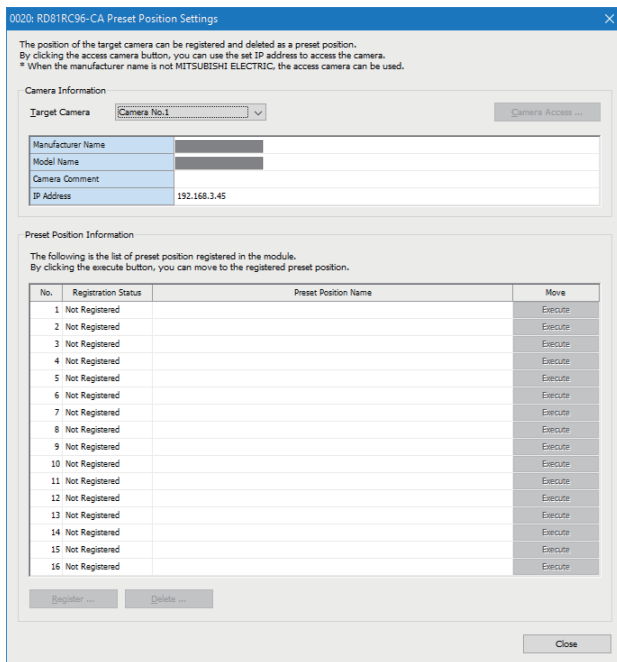 0020: RD81RC96-CA Preset Position Settings
The position of the target camera can be registered and deleted as a preset position.
By clicking the access camera button, you can use the set IP address to access the camera.
* When the manufacturer name is not MITSUBISHI ELECTRIC, the access camera can be used.
Camera Information
Target Camera Camera No.1 Camera Access ...
Manufacturer Name
Model Name
Camera Comment
IP Address 192.168.3.45
Preset Position Information
The following is the list of preset position registered in the module.
By clicking the execute button, you can move to the registered preset position.
No. Registration Status Preset Position Name Move
1 Not Registered Execute
2 Not Registered Execute
3 Not Registered Execute
4 Not Registered Execute
5 Not Registered Execute
6 Not Registered Execute
7 Not Registered Execute
8 Not Registered Execute
9 Not Registered Execute
10 Not Registered Execute
11 Not Registered Execute
12 Not Registered Execute
13 Not Registered Execute
14 Not Registered Execute
15 Not Registered Execute
16 Not Registered Execute
Register ... Delete ...
Close